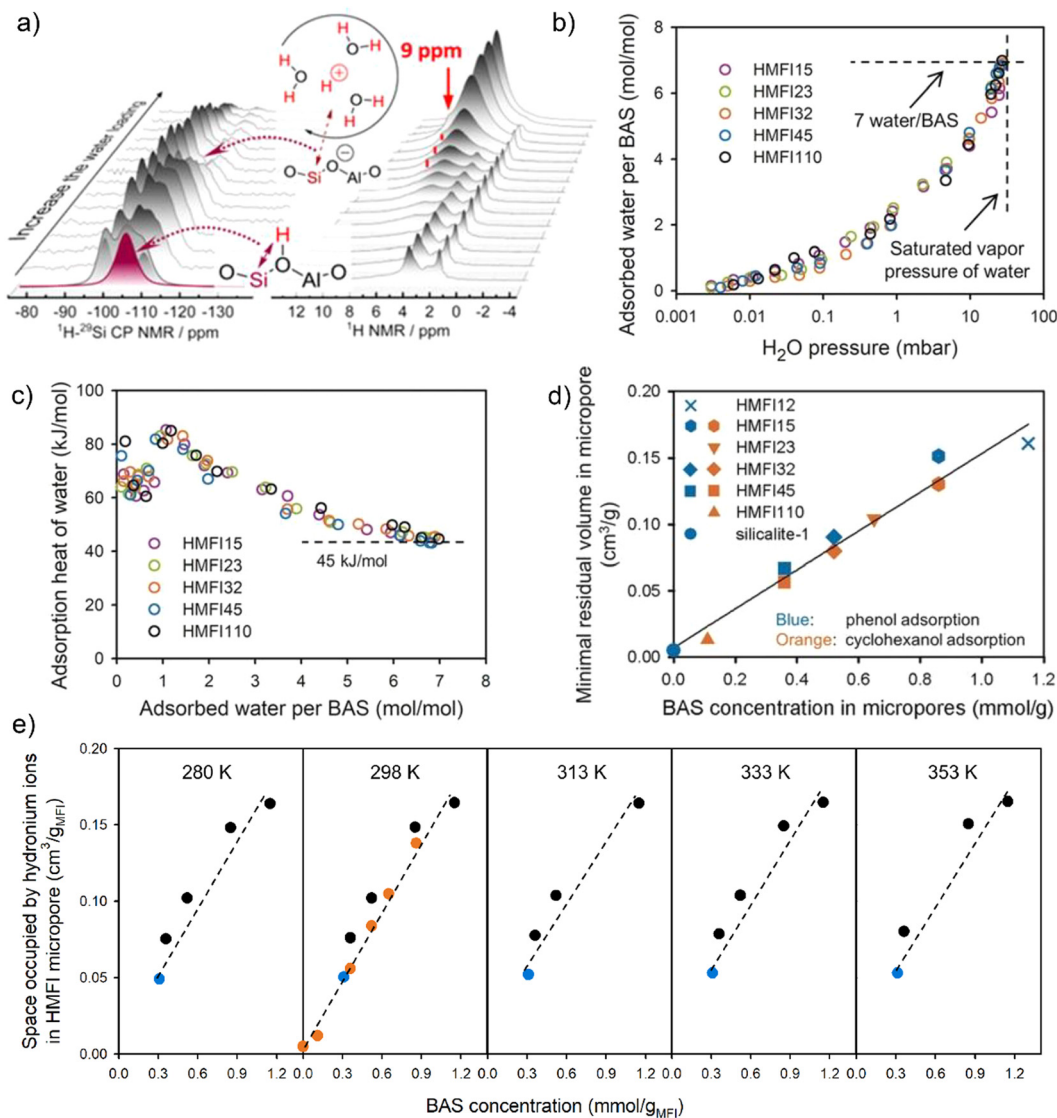 a)
Increase the water loading
9 ppm
H
H
O
H
O
H
H
⊕
H
O
H
⊖
O
O
Si
Al
O
H
O
O
O
Si
Al
-80 -90 -100 -110 -120 -130 -140
¹H-²⁹Si CP NMR / ppm
12 10 8 6 4 2 0 -2 -4
¹H NMR / ppm
b)
Adsorbed water per BAS (mol/mol)
8
6
4
2
0
HMFI15
HMFI23
HMFI32
HMFI45
HMFI110
7 water/BAS
Saturated vapor
pressure of water
0.001 0.01 0.1 1 10 100
H₂O pressure (mbar)
c)
Adsorption heat of water (kJ/mol)
100
80
60
40
20
0
HMFI15
HMFI23
HMFI32
HMFI45
HMFI110
45 kJ/mol
0 1 2 3 4 5 6 7 8
Adsorbed water per BAS (mol/mol)
d)
Minimal residual volume in micropore
(cm³/g)
0.20
0.15
0.10
0.05
0.00
HMFI12
HMFI15
HMFI23
HMFI32
HMFI45
HMFI110
silicalite-1
Blue: phenol adsorption
Orange: cyclohexanol adsorption
0.0 0.2 0.4 0.6 0.8 1.0 1.2
BAS concentration in micropores (mmol/g)
e)
Space occupied by hydronium ions
in HMFI micropore (cm³/gMFI)
0.20
0.15
0.10
0.05
0.00
280 K 298 K 313 K 333 K 353 K
0.0 0.3 0.6 0.9 1.2 0.0 0.3 0.6 0.9 1.2 0.0 0.3 0.6 0.9 1.2 0.0 0.3 0.6 0.9 1.2 0.0 0.3 0.6 0.9 1.2
BAS concentration (mmol/gMFI)